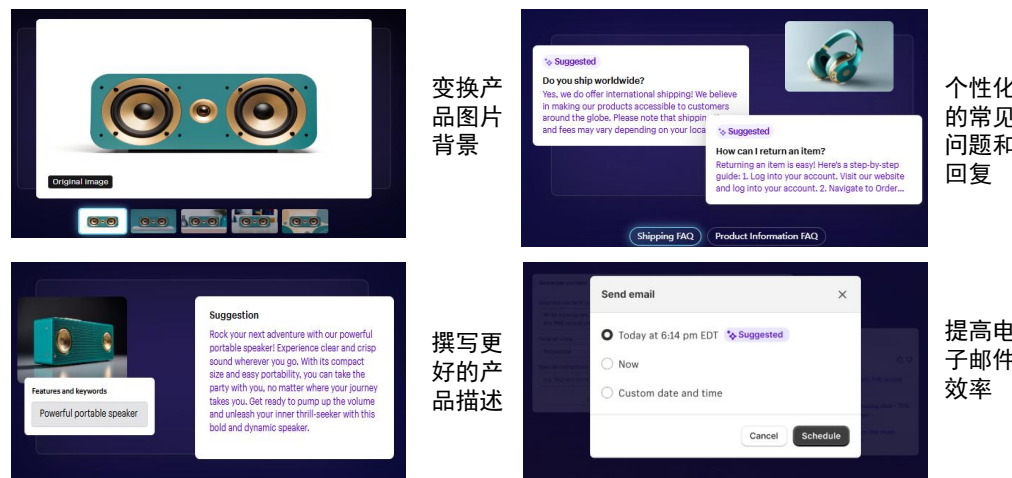 Original image
变换产
品图片
背景
Suggested
Do you ship worldwide?
Yes, we do offer international shipping! We believe
in making our products accessible to customers
around the globe. Please note that
and fees may vary depending on your
Suggested
How can I return an item?
Returning an item is easy! Here's a step-by-step
guide: 1. Log into your account. Visit our website
and log into your account. 2. Navigate to Order...
Shipping FAQ
Product Information FAQ
个性化
的常见
问题和
回复
Features and keywords
Powerful portable speaker
Suggestion
Rock your next adventure with our powerful
portable speaker! Experience clear and crisp
sound wherever you go. With its compact
size and easy portability, you can take the
party with you, no matter where your journey
takes you. Get ready to pump up the volume
and unleash your inner thrill-seeker with this
bold and dynamic speaker.
撰写更
好的产
品描述
Send email
Today at 6:14 pm EDT Suggested
Now
Custom date and time
Cancel
Schedule
提高电
子邮件
效率